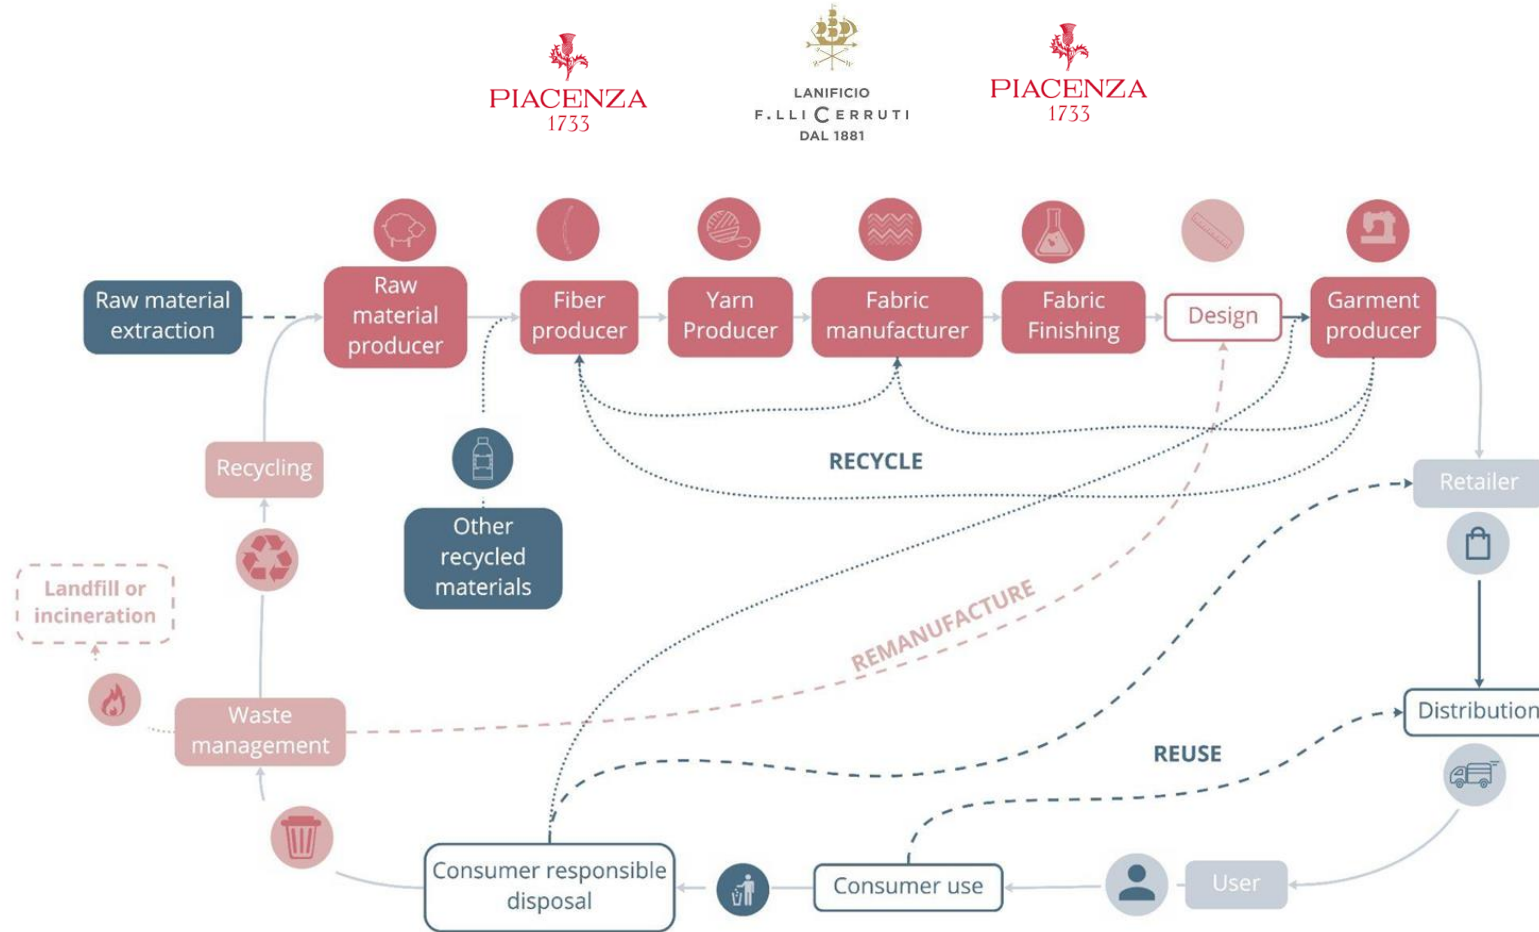 PIACENZA
1733
LANIFICIO
F.LLI CERRUTI
DAL 1881
PIACENZA
1733
Raw material
extraction
Raw
material
producer
Fiber
producer
Yarn
Producer
Fabric
manufacturer
Fabric
Finishing
Design
Garment
producer
Recycling
RECYCLE
Retailer
Other
recycled
materials
Landfill or
incineration
REMANUFACTURE
Waste
management
Distribution
REUSE
Consumer responsible
disposal
Consumer use
User